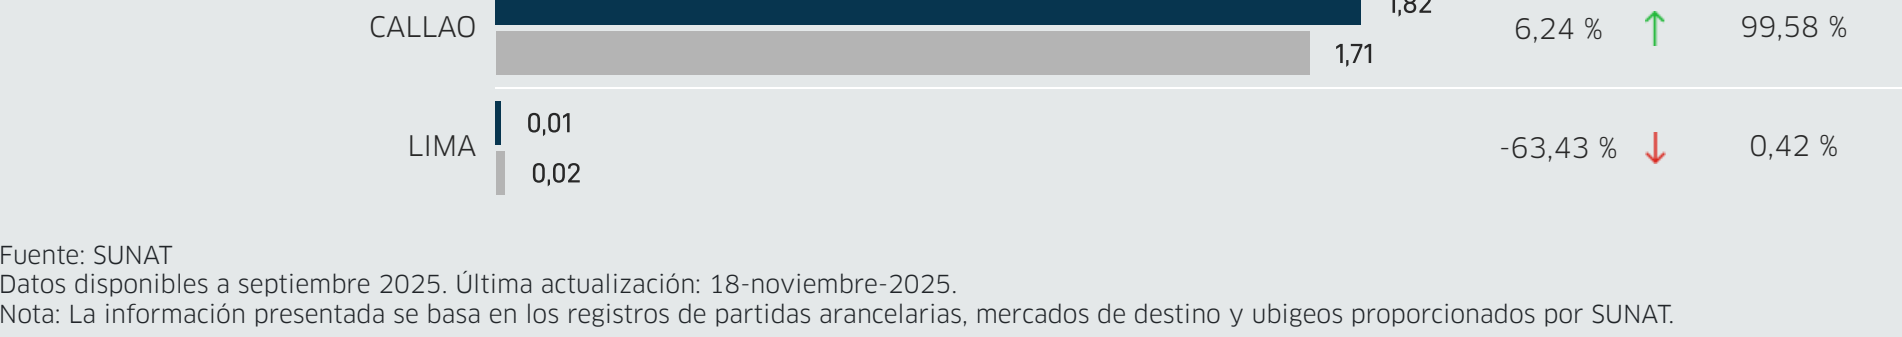 1,82
CALLAO 6,24 % ↑ 99,58 %
1,71
0,01
LIMA -63,43 % ↓ 0,42 %
0,02
Fuente: SUNAT
Datos disponibles a septiembre 2025. Última actualización: 18-noviembre-2025.
Nota: La información presentada se basa en los registros de partidas arancelarias, mercados de destino y ubigeos proporcionados por SUNAT.